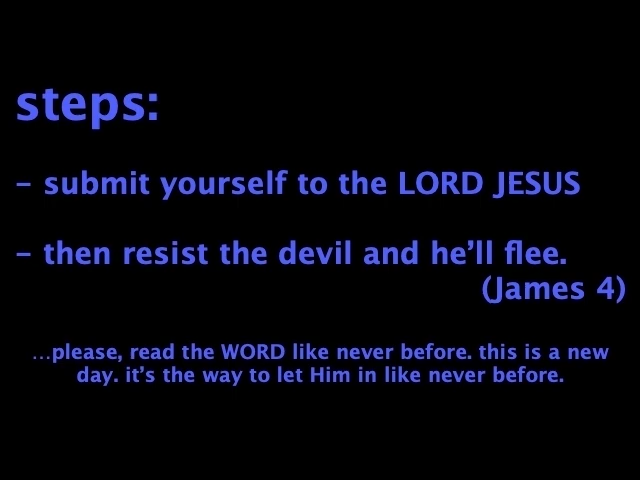 steps:
- submit yourself to the LORD JESUS
- then resist the devil and he’ll flee.
(James 4)
...please, read the WORD like never before. this is a new
day. it’s the way to let Him in like never before.